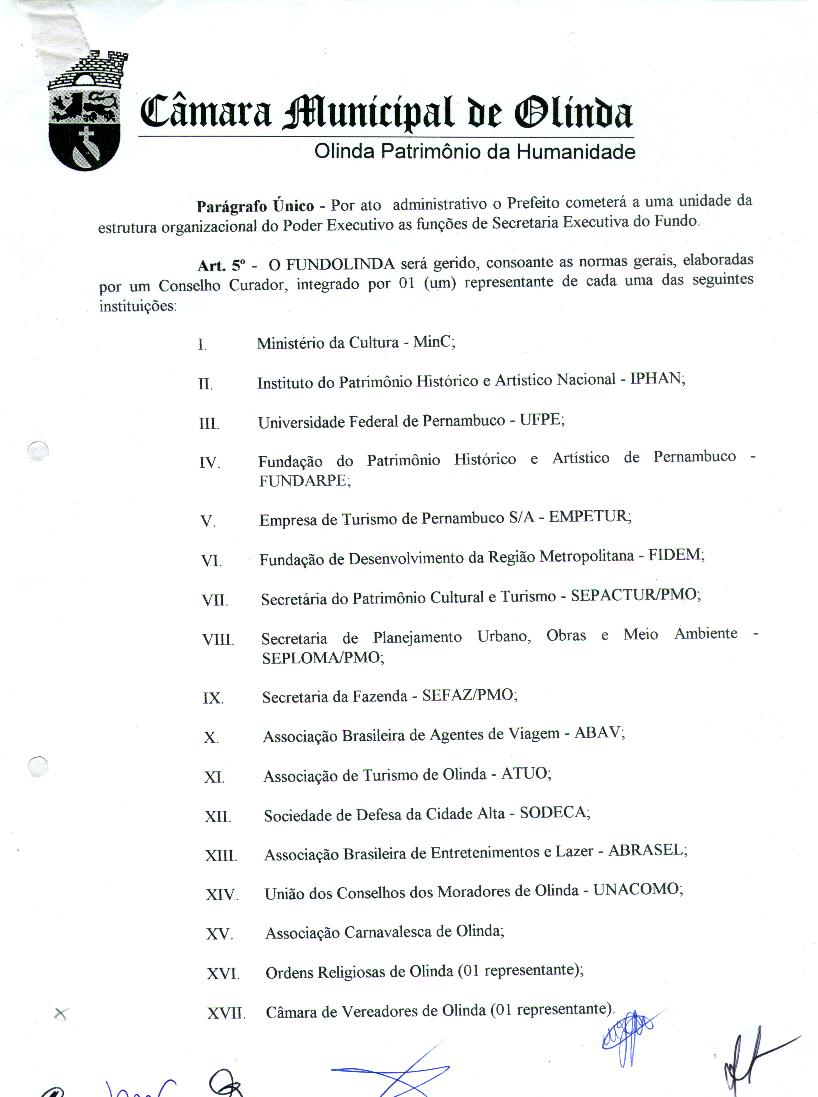 Câmara Municipal de Olinda
Olinda Patrimônio da Humanidade
Parágrafo Único - Por ato administrativo o Prefeito cometerá a uma unidade da
estrutura organizacional do Poder Executivo as funções de Secretaria Executiva do Fundo.
Art. 5º - O FUNDOLINDA será gerido, consoante as normas gerais, elaboradas
por um Conselho Curador, integrado por 01 (um) representante de cada uma das seguintes
instituições:
I. Ministério da Cultura - MinC;
II. Instituto do Patrimônio Histórico e Artístico Nacional - IPHAN;
III. Universidade Federal de Pernambuco - UFPE;
IV. Fundação do Patrimônio Histórico e Artístico de Pernambuco -
FUNDARPE;
V. Empresa de Turismo de Pernambuco S/A - EMPETUR;
VI. Fundação de Desenvolvimento da Região Metropolitana - FIDEM;
VII. Secretária do Patrimônio Cultural e Turismo - SEPACTUR/PMO;
VIII. Secretaria de Planejamento Urbano, Obras e Meio Ambiente -
SEPLOMA/PMO;
IX. Secretaria da Fazenda - SEFAZ/PMO;
X. Associação Brasileira de Agentes de Viagem - ABAV;
XI. Associação de Turismo de Olinda - ATUO;
XII. Sociedade de Defesa da Cidade Alta - SODECA;
XIII. Associação Brasileira de Entretenimentos e Lazer - ABRASEL;
XIV. União dos Conselhos dos Moradores de Olinda - UNACOMO;
XV. Associação Carnavalesca de Olinda;
XVI. Ordens Religiosas de Olinda (01 representante);
XVII. Câmara de Vereadores de Olinda (01 representante).